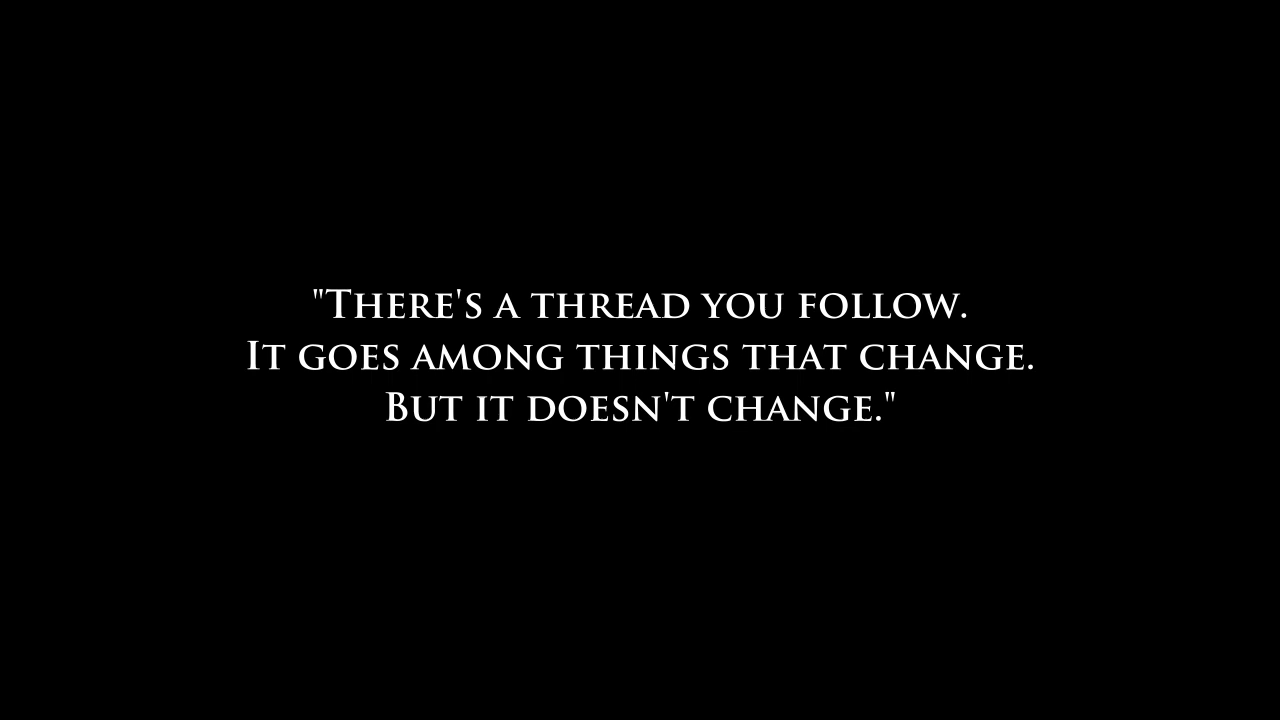 "There's a thread you follow.
It goes among things that change.
But it doesn't change."